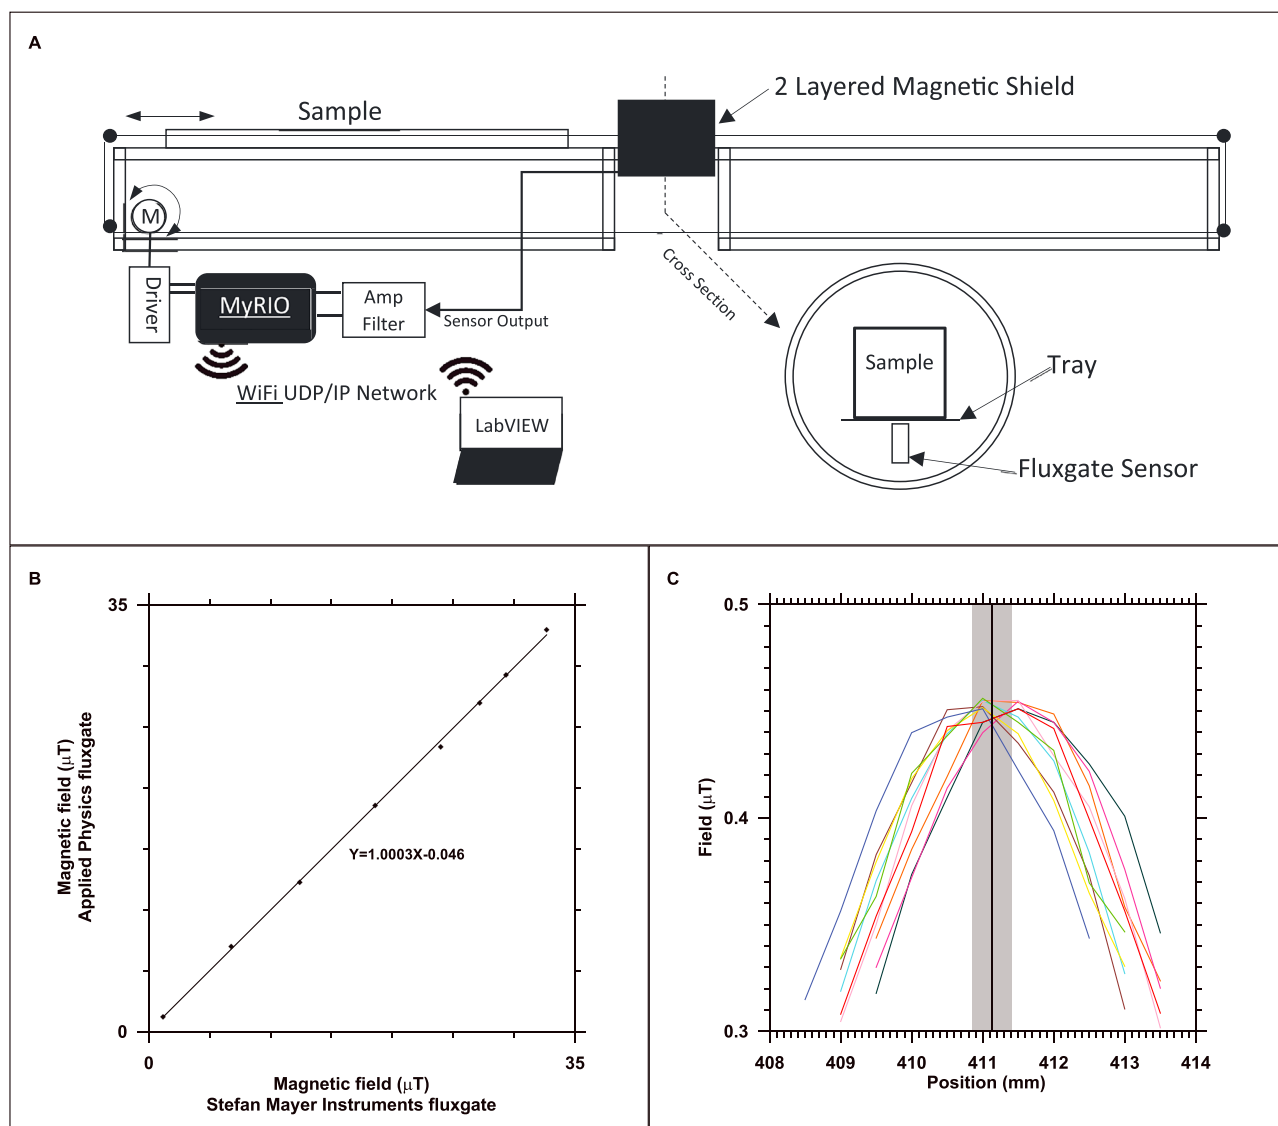 A
2 Layered Magnetic Shield
Sample
M
Driver
MyRIO
Amp
Filter
Sensor Output
Cross Section
WiFi UDP/IP Network
LabVIEW
Sample
Tray
Fluxgate Sensor
B
35
Magnetic field (μT)
Applied Physics fluxgate
Y=1.0003X-0.046
0
0
35
Magnetic field (μT)
Stefan Mayer Instruments fluxgate
C
0.5
Field (μT)
0.4
0.3
408
409
410
411
412
413
414
Position (mm)